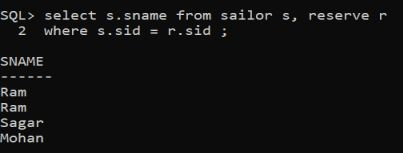 SQL> select s.sname from sailor s, reserve r
2 where s.sid = r.sid ;
SNAME
------
Ram
Ram
Sagar
Mohan